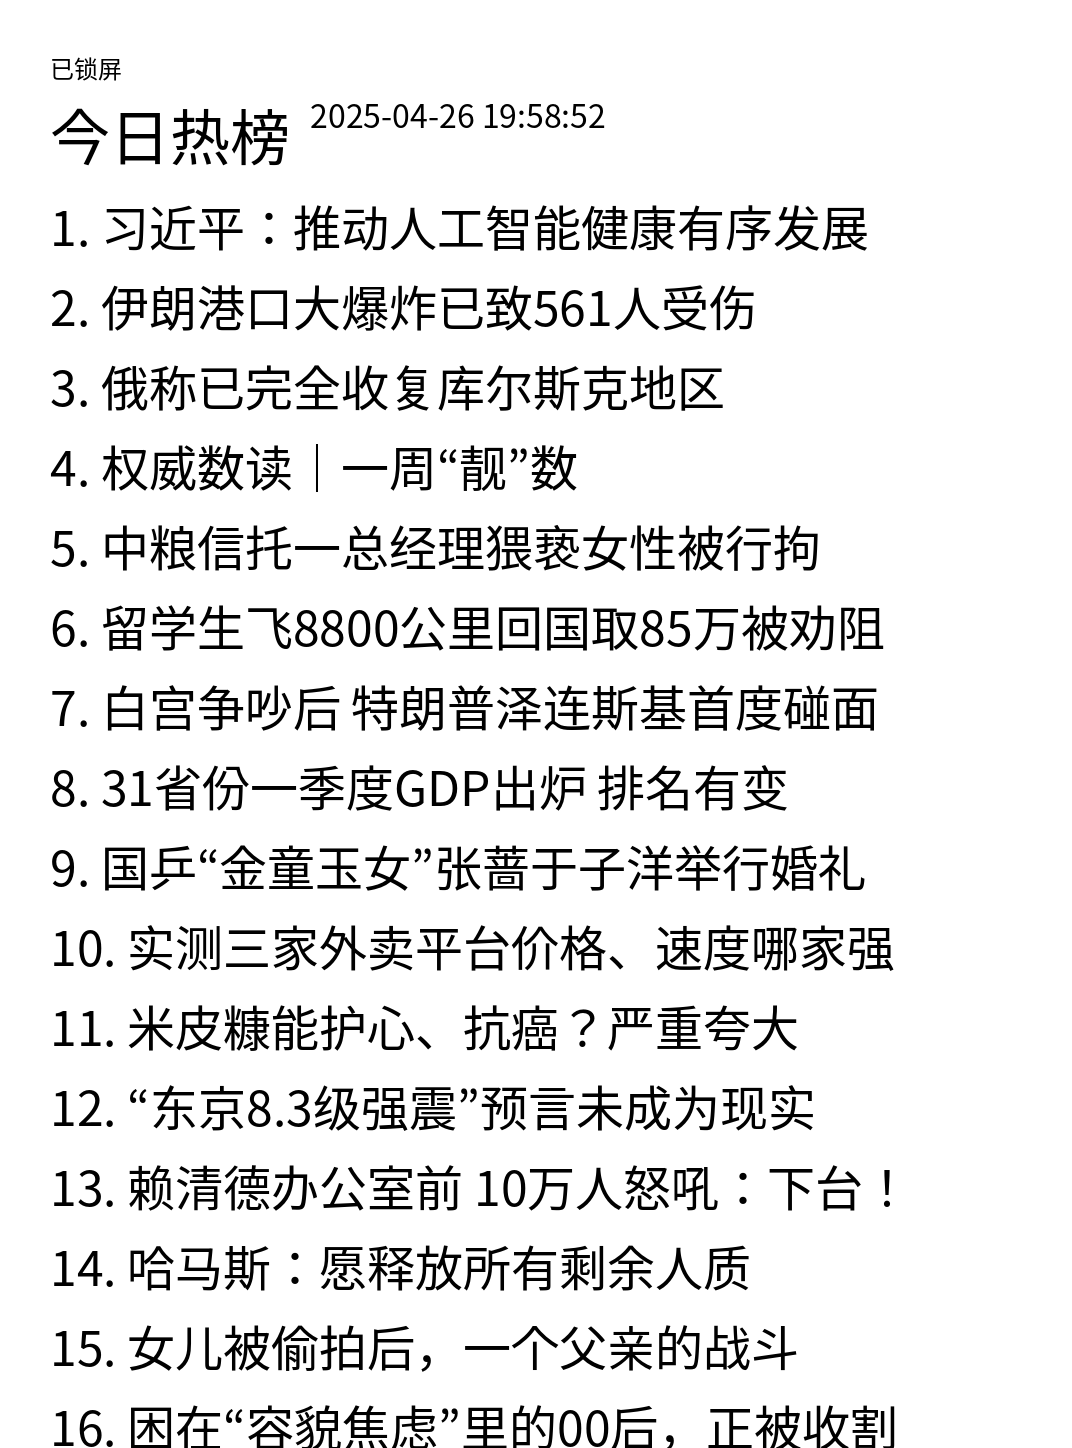 已锁屏
今日热榜 2025-04-26 19:58:52
1. 习近平：推动人工智能健康有序发展
2. 伊朗港口大爆炸已致561人受伤
3. 俄称已完全收复库尔斯克地区
4. 权威数读｜一周“靓”数
5. 中粮信托一总经理猥亵女性被行拘
6. 留学生飞8800公里回国取85万被劝阻
7. 白宫争吵后 特朗普泽连斯基首度碰面
8. 31省份一季度GDP出炉 排名有变
9. 国乒“金童玉女”张蔷于子洋举行婚礼
10. 实测三家外卖平台价格、速度哪家强
11. 米皮糠能护心、抗癌？严重夸大
12. “东京8.3级强震”预言未成为现实
13. 赖清德办公室前 10万人怒吼：下台！
14. 哈马斯：愿释放所有剩余人质
15. 女儿被偷拍后，一个父亲的战斗
16. 困在“容貌焦虑”里的00后，正被收割